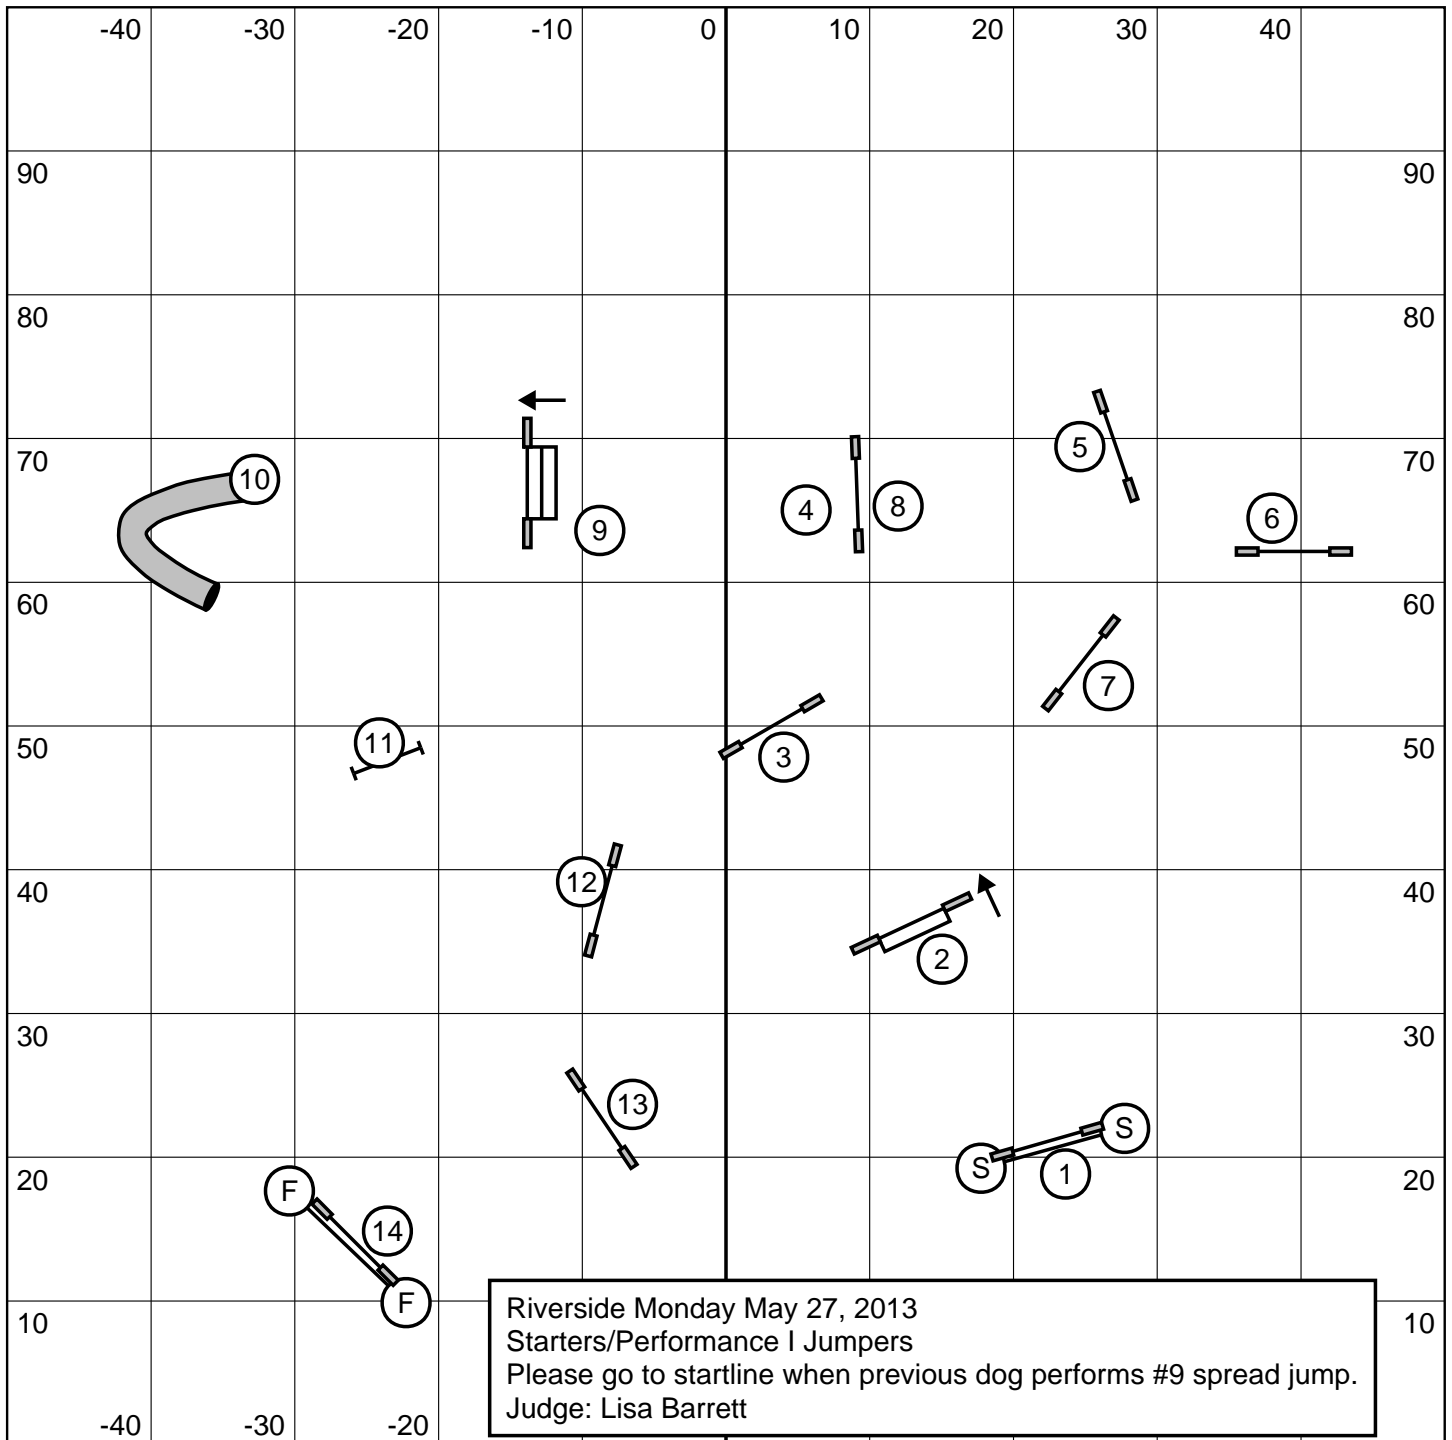 -40 -30 -20 -10 0 10 20 30 40
90 90
80 80
5
70 70
10 4 8 6
9
60 60
7
11 50 3 50
12
40 40
2
30 30
13
S
S 1
20 20
F
14
F
10 10
Riverside Monday May 27, 2013
Starters/Performance I Jumpers
Please go to startline when previous dog performs #9 spread jump.
Judge: Lisa Barrett
-40 -30 -20